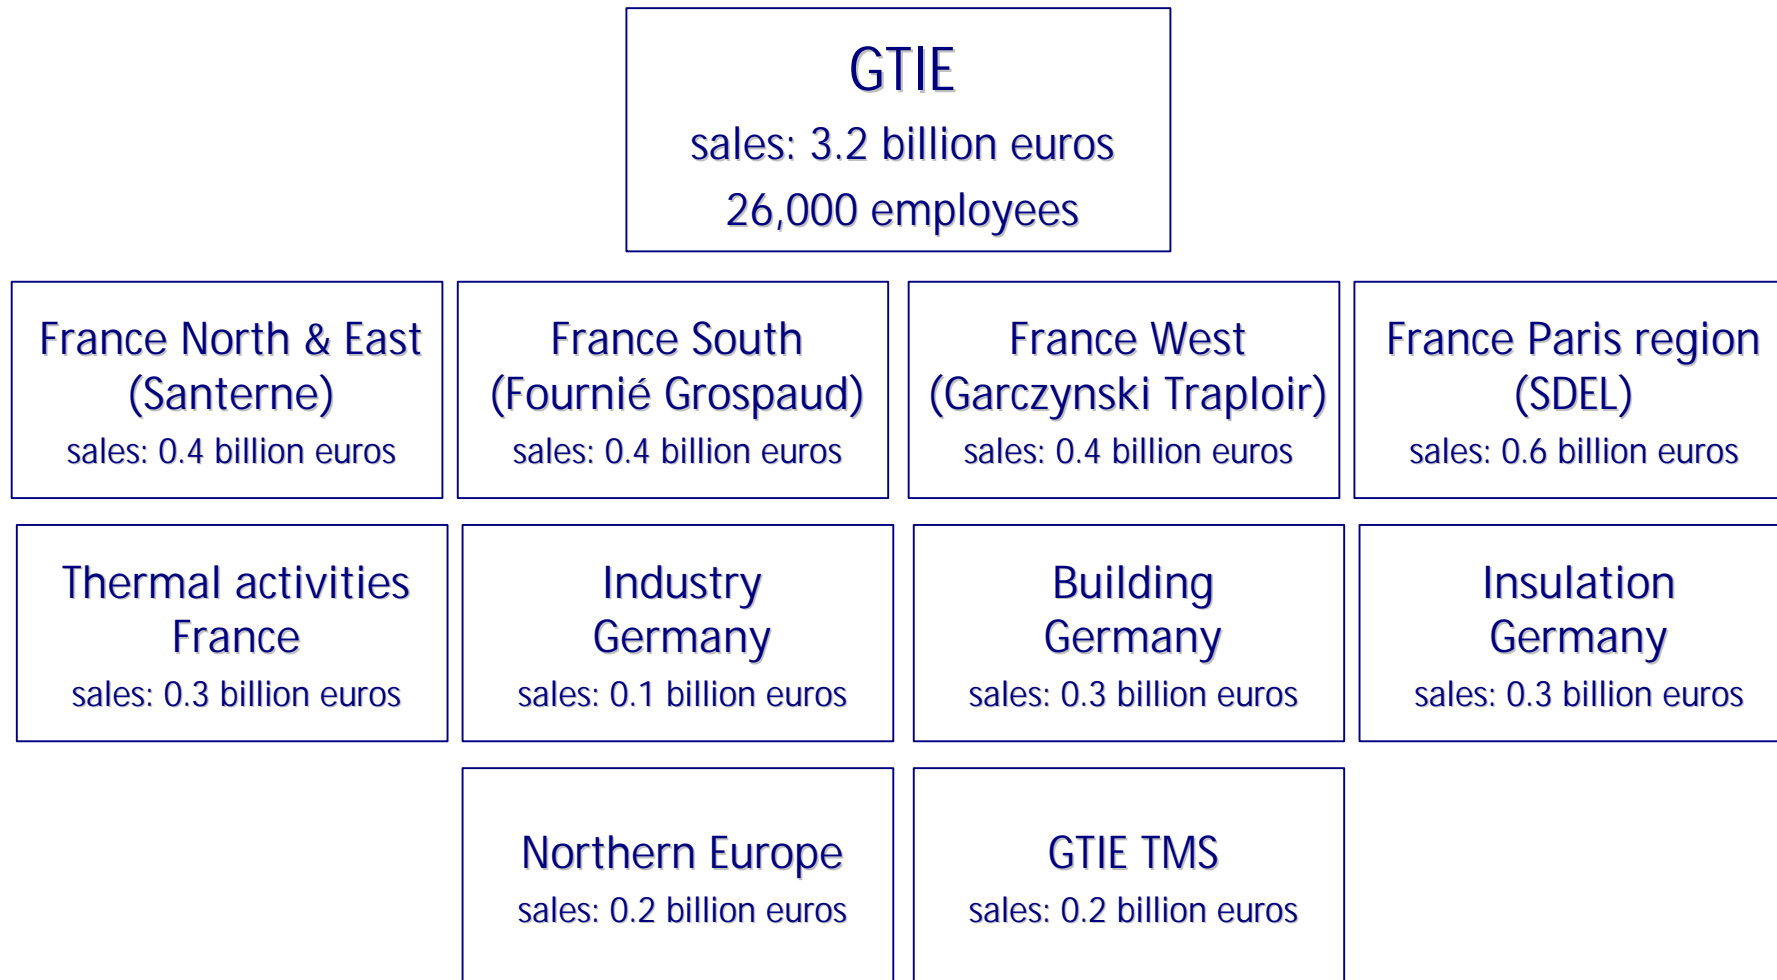 GTIE
sales: 3.2 billion euros
26,000 employees
France North & East
(Santerne)
sales: 0.4 billion euros
France South
(Fournié Grospaud)
sales: 0.4 billion euros
France West
(Garczynski Traploir)
sales: 0.4 billion euros
France Paris region
(SDEL)
sales: 0.6 billion euros
Thermal activities
France
sales: 0.3 billion euros
Industry
Germany
sales: 0.1 billion euros
Building
Germany
sales: 0.3 billion euros
Insulation
Germany
sales: 0.3 billion euros
Northern Europe
sales: 0.2 billion euros
GTIE TMS
sales: 0.2 billion euros